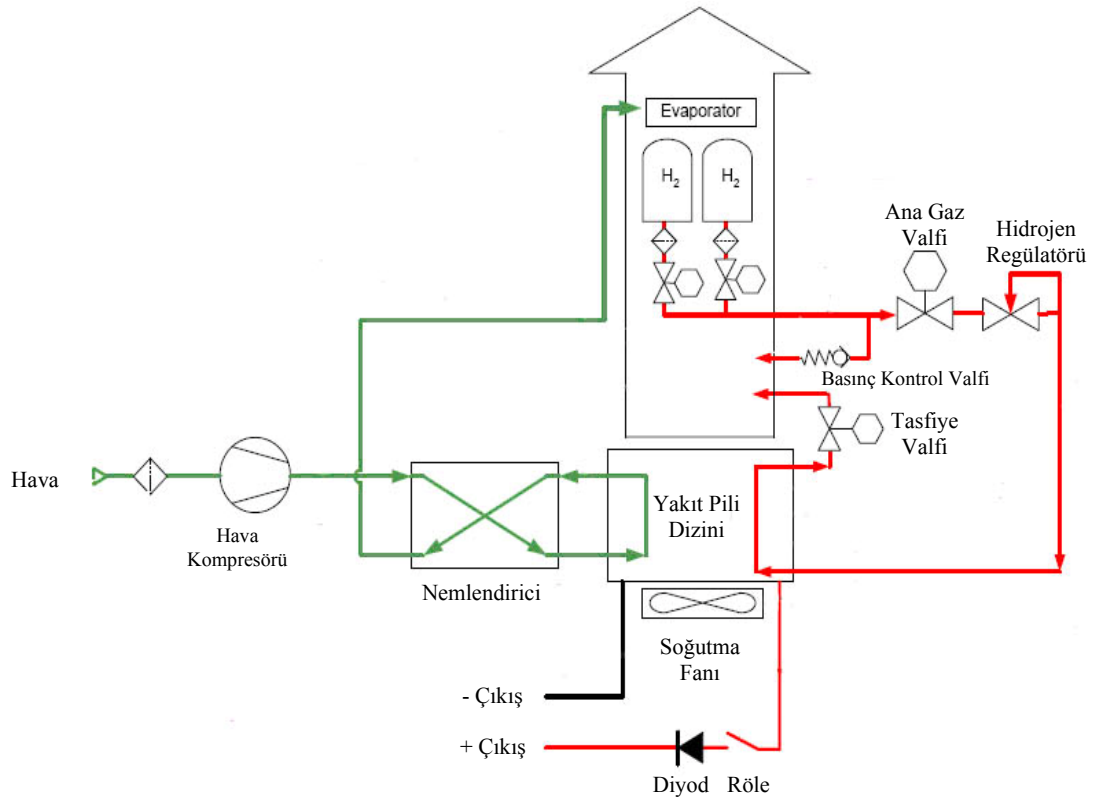 Evaporator
H2
H2
Ana Gaz
Valfi
Hidrojen
Regülatörü
Basınç Kontrol Valfi
Tasfiye
Valfi
Hava
Hava
Kompresörü
Nemlendirici
Yakıt Pili
Dizini
Soğutma
Fanı
- Çıkış
+ Çıkış
Diyod
Röle